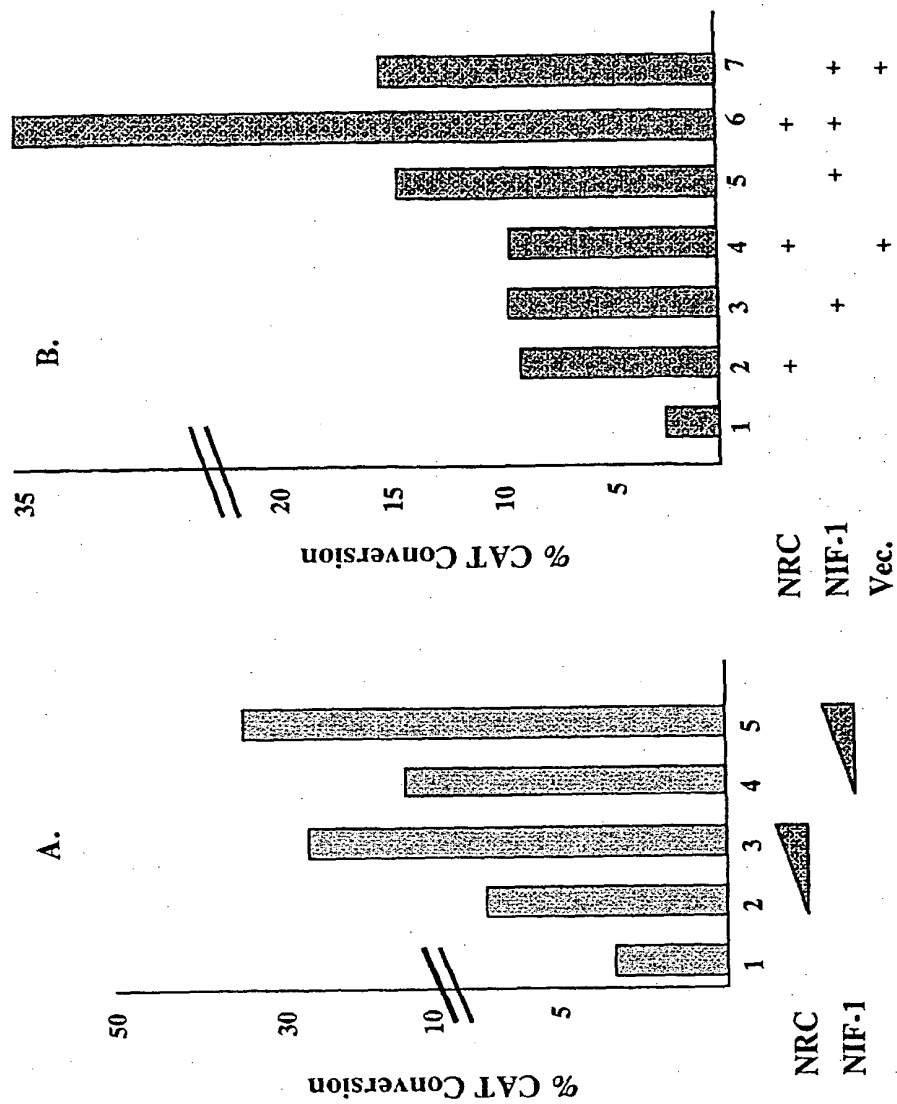 A.
% CAT Conversion
50
30
10
5
1 2 3 4 5
NRC
NIF-1
B.
% CAT Conversion
35
20
15
10
5
1 2 3 4 5 6 7
NRC + + +
NIF-1 + + + +
Vec. + +